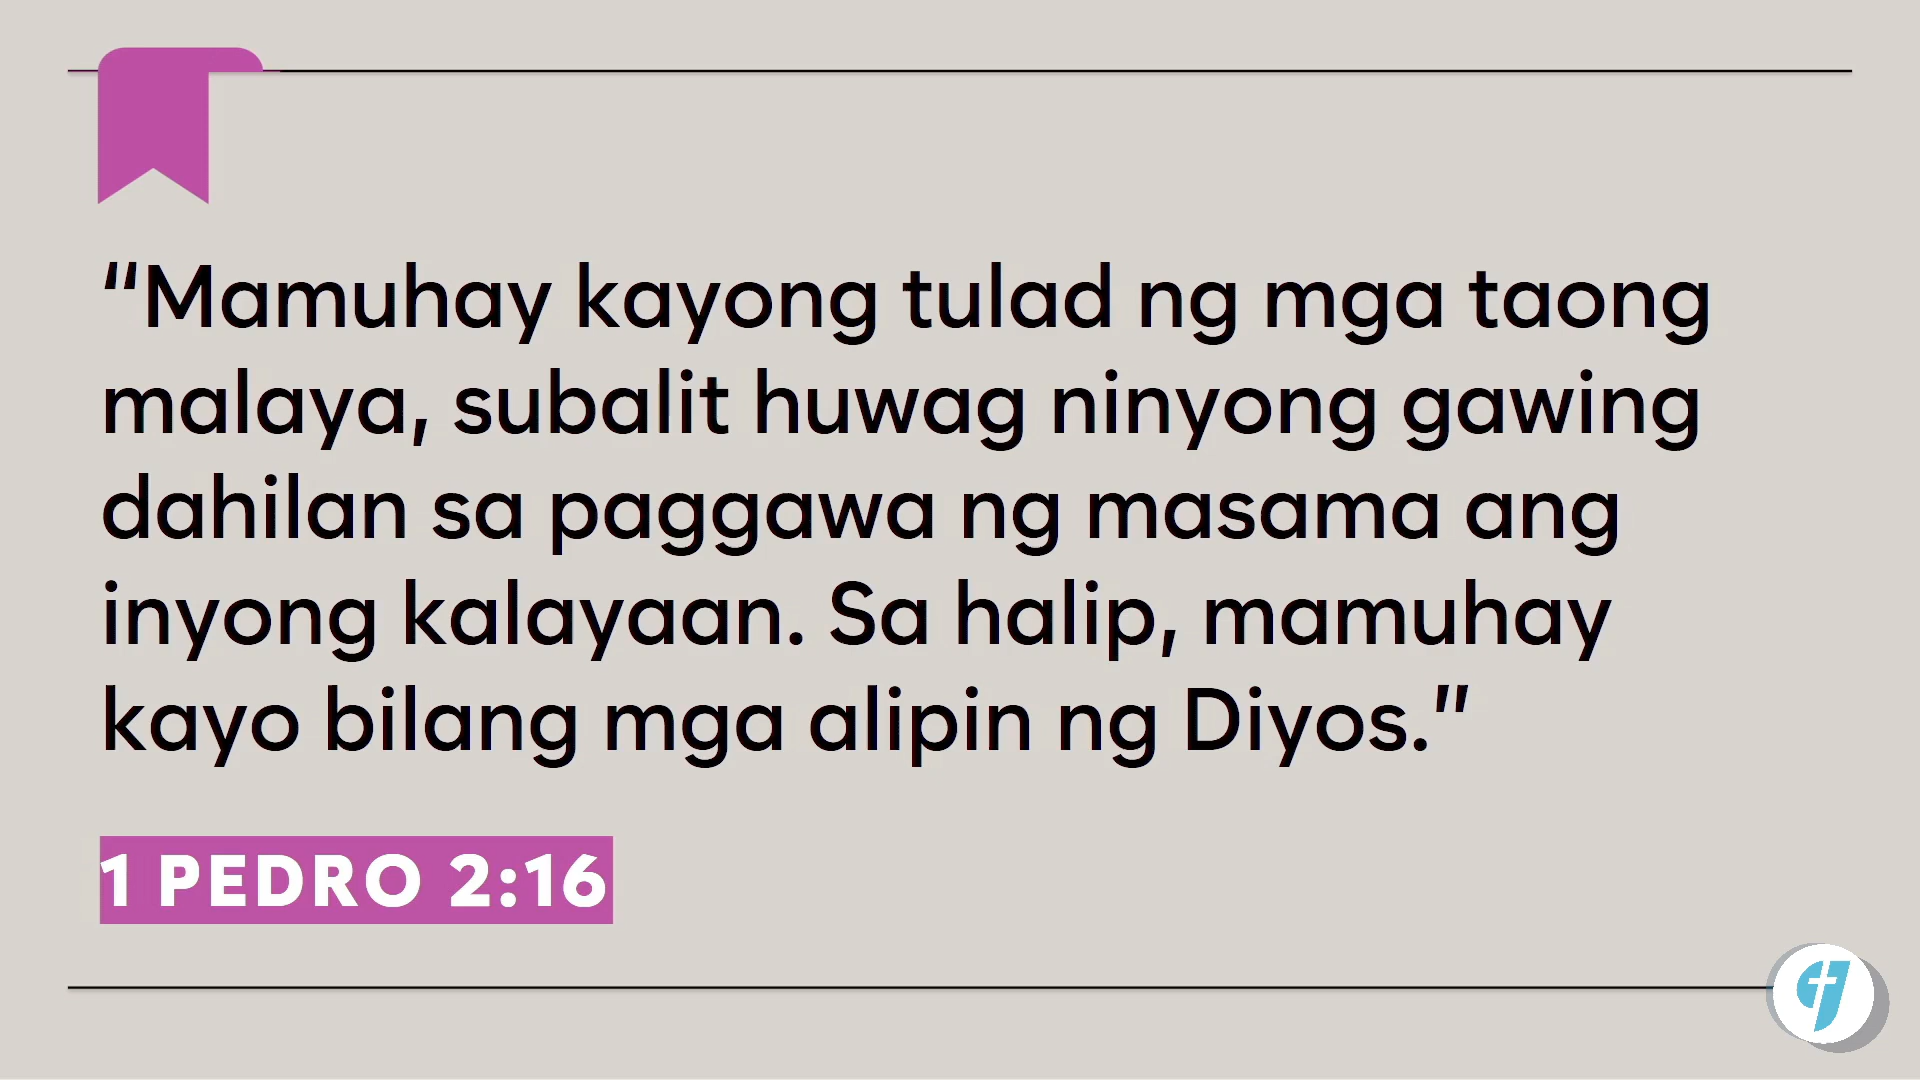 “Mamuhay kayong tulad ng mga taong
malaya, subalit huwag ninyong gawing
dahilan sa paggawa ng masama ang
inyong kalayaan. Sa halip, mamuhay
kayo bilang mga alipin ng Diyos.”
1 PEDRO 2:16